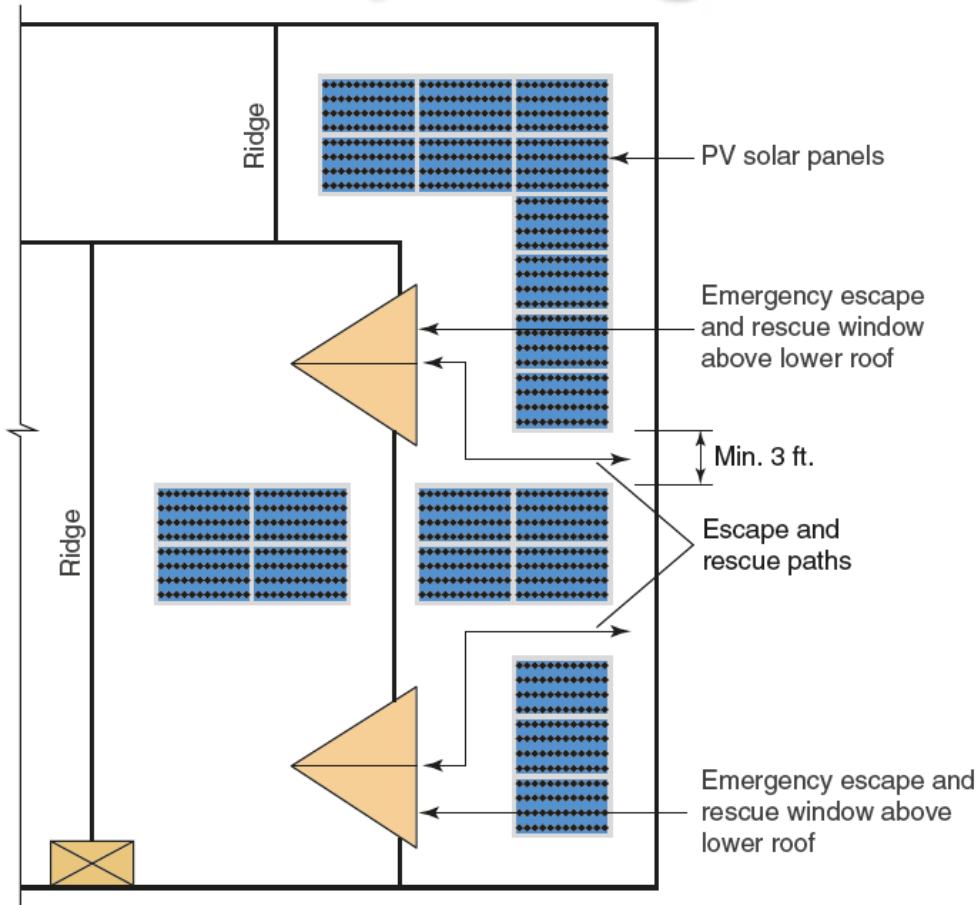 Ridge
PV solar panels
Emergency escape
and rescue window
above lower roof
Min. 3 ft.
Ridge
Escape and
rescue paths
Emergency escape and
rescue window above
lower roof